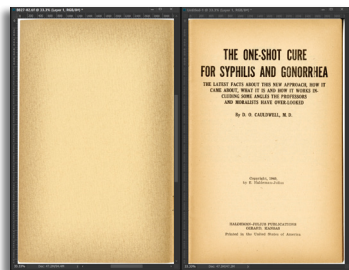 THE ONE-SHOT CURE
FOR SYPHILIS AND GONORRHEA
THE LATEST FACTS ABOUT THIS NEW APPROACH, HOW IT
CAME ABOUT, WHAT IT IS AND HOW IT WORKS IN-
CLUDING SOME ANGLES THE PROFESSORS
AND MORALISTS HAVE OVER-LOOKED
By D. O. CAULDWELL, M. D.
Copyright,
by E. Haldeman-Julius
HALDEMAN-JULIUS PUBLICATIONS
GIRARD, KANSAS
Printed in the United States of America